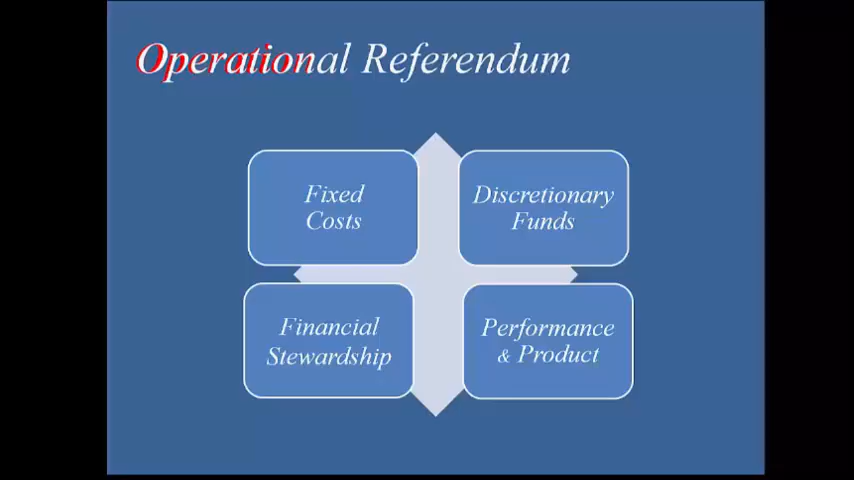 Operational Referendum
Fixed
Costs
Discretionary
Funds
Financial
Stewardship
Performance
& Product